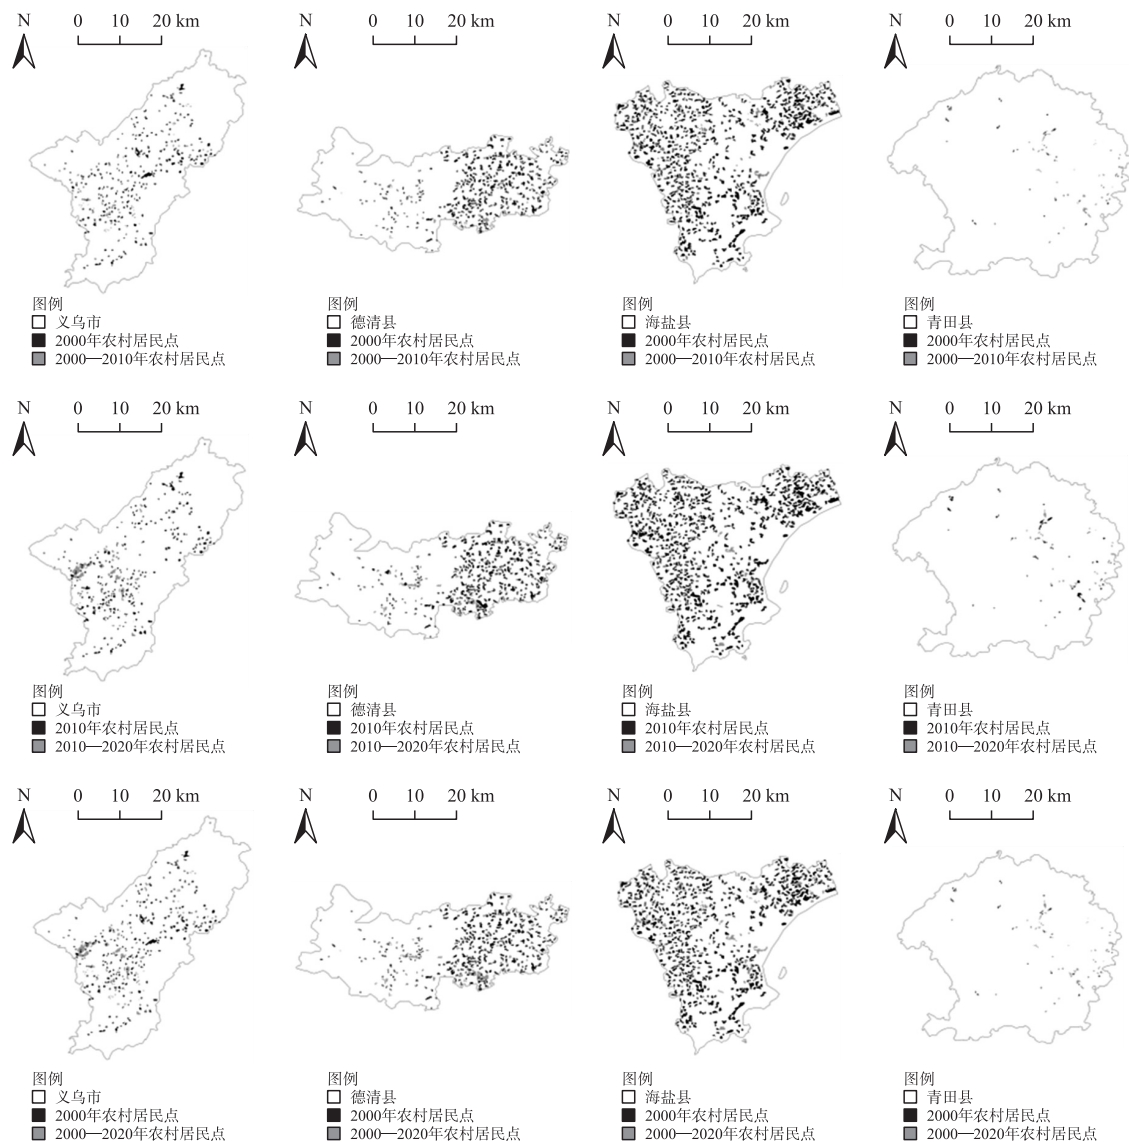 N 0 10 20 km N 0 10 20 km N 0 10 20 km N 0 10 20 km
图例 图例 图例 图例
义乌市 德清县 海盐县 青田县
2000年农村居民点 2000年农村居民点 2000年农村居民点 2000年农村居民点
2000—2010年农村居民点 2000—2010年农村居民点 2000—2010年农村居民点 2000—2010年农村居民点
N 0 10 20 km N 0 10 20 km N 0 10 20 km N 0 10 20 km
图例 图例 图例 图例
义乌市 德清县 海盐县 青田县
2010年农村居民点 2010年农村居民点 2010年农村居民点 2010年农村居民点
2010—2020年农村居民点 2010—2020年农村居民点 2010—2020年农村居民点 2010—2020年农村居民点
N 0 10 20 km N 0 10 20 km N 0 10 20 km N 0 10 20 km
图例 图例 图例 图例
义乌市 德清县 海盐县 青田县
2000年农村居民点 2000年农村居民点 2000年农村居民点 2000年农村居民点
2000—2020年农村居民点 2000—2020年农村居民点 2000—2020年农村居民点 2000—2020年农村居民点